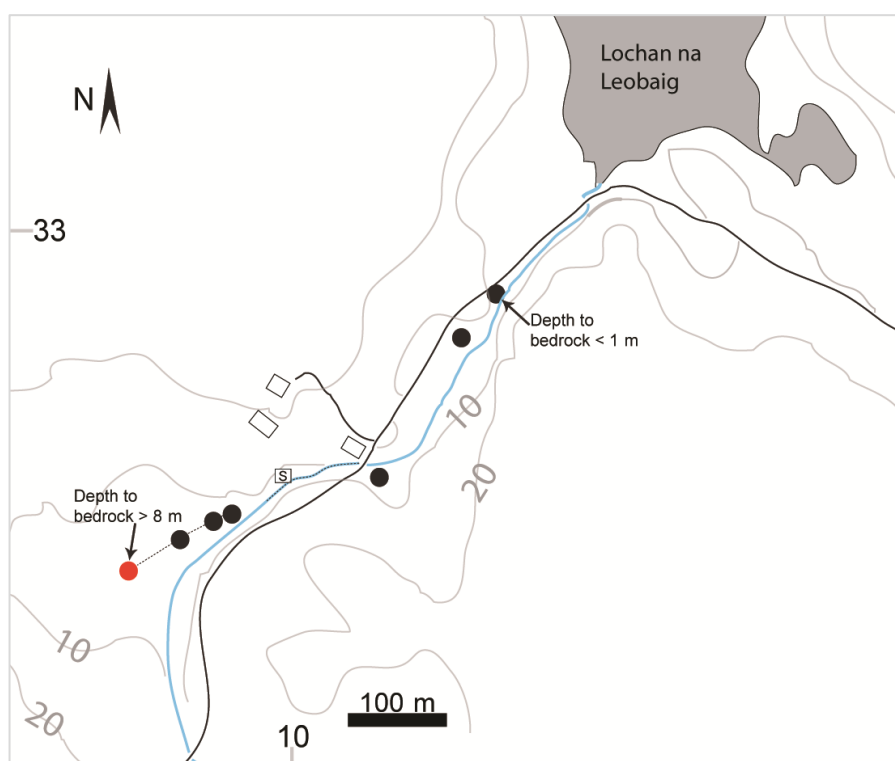 Lochan na
Leobaig
N
33
Depth to
bedrock < 1 m
10
20
S
Depth to
bedrock > 8 m
10
20
100 m
10